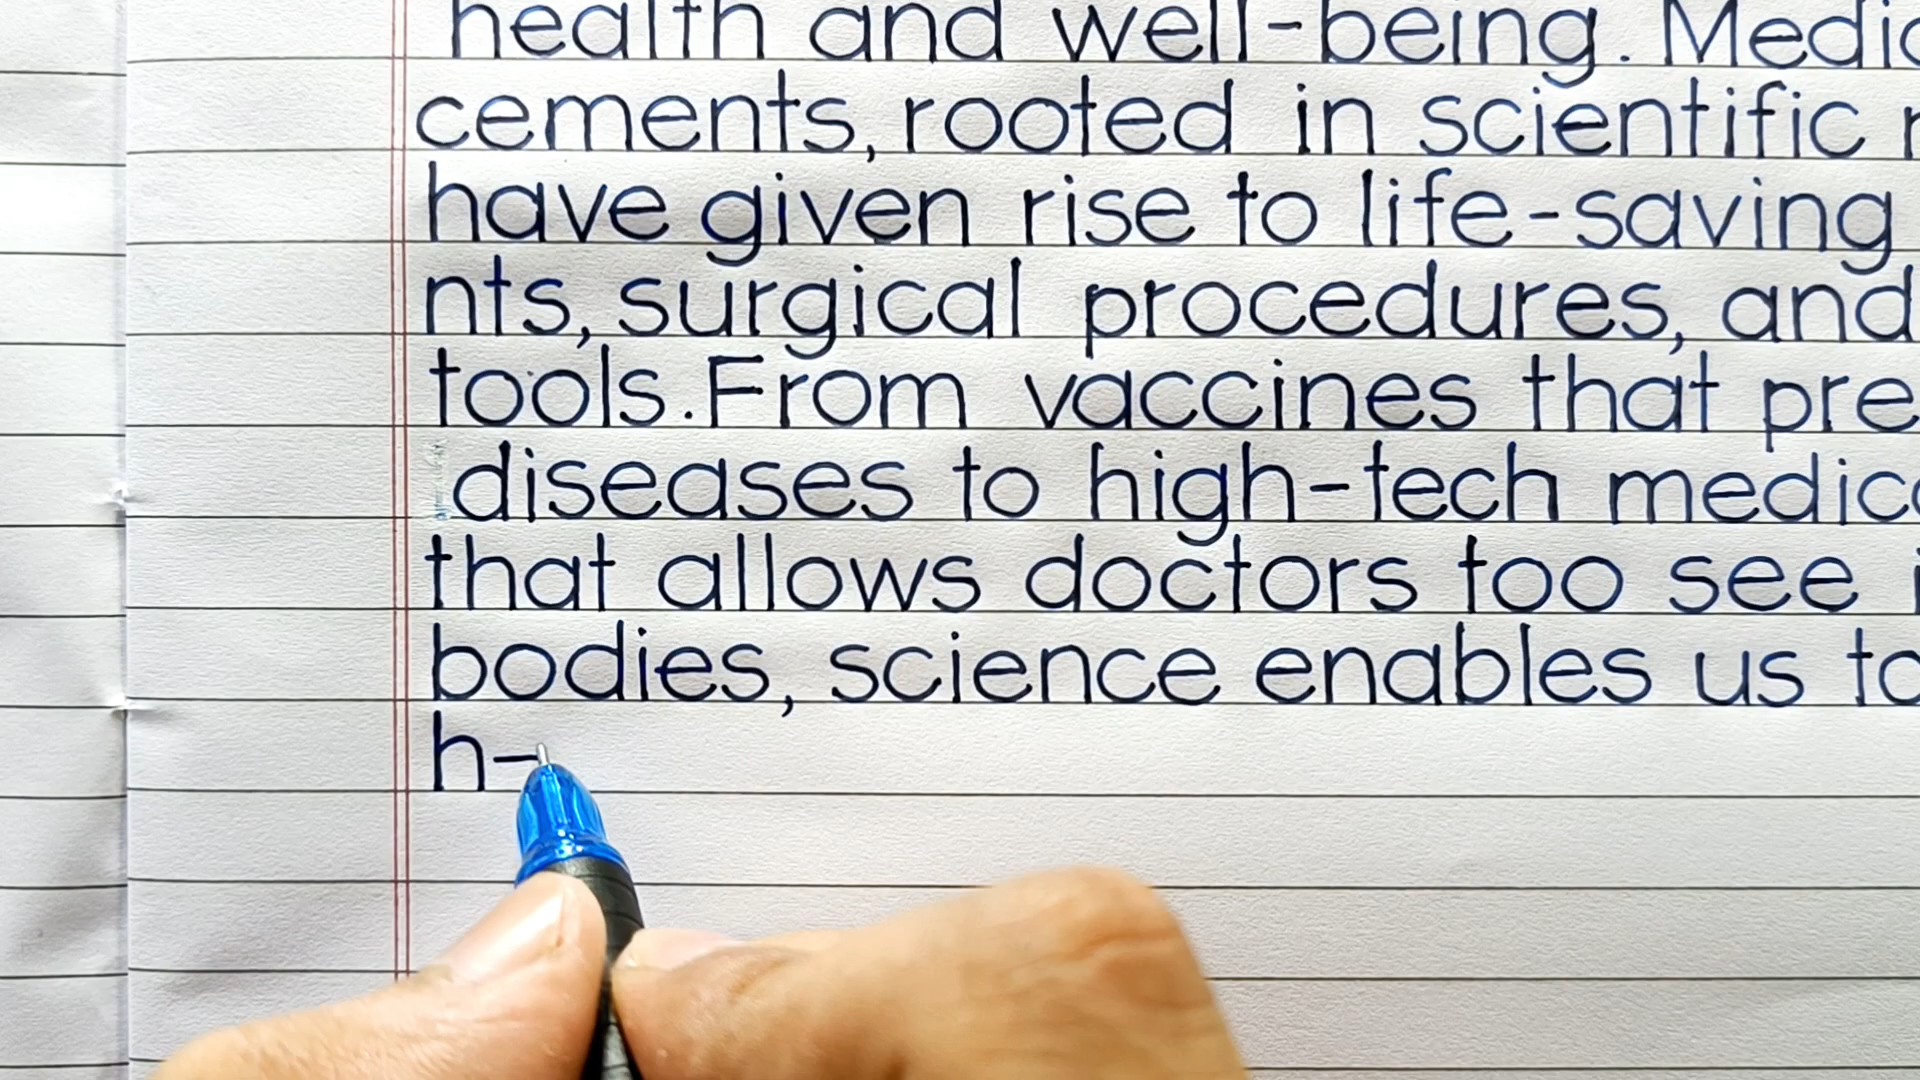 health and well-being. Medic
cements, rooted in scientific r
have given rise to life-saving
nts, surgical procedures, and
tools. From vaccines that pre
diseases to high-tech medica
that allows doctors too see i
bodies, science enables us to
h-